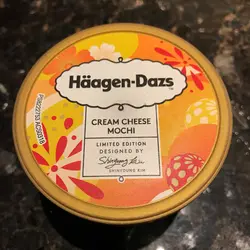 Häagen-Dazs
CREAM CHEESE
MOCHI
LIMITED EDITION
DESIGNED BY
SHINYOUNG KIM